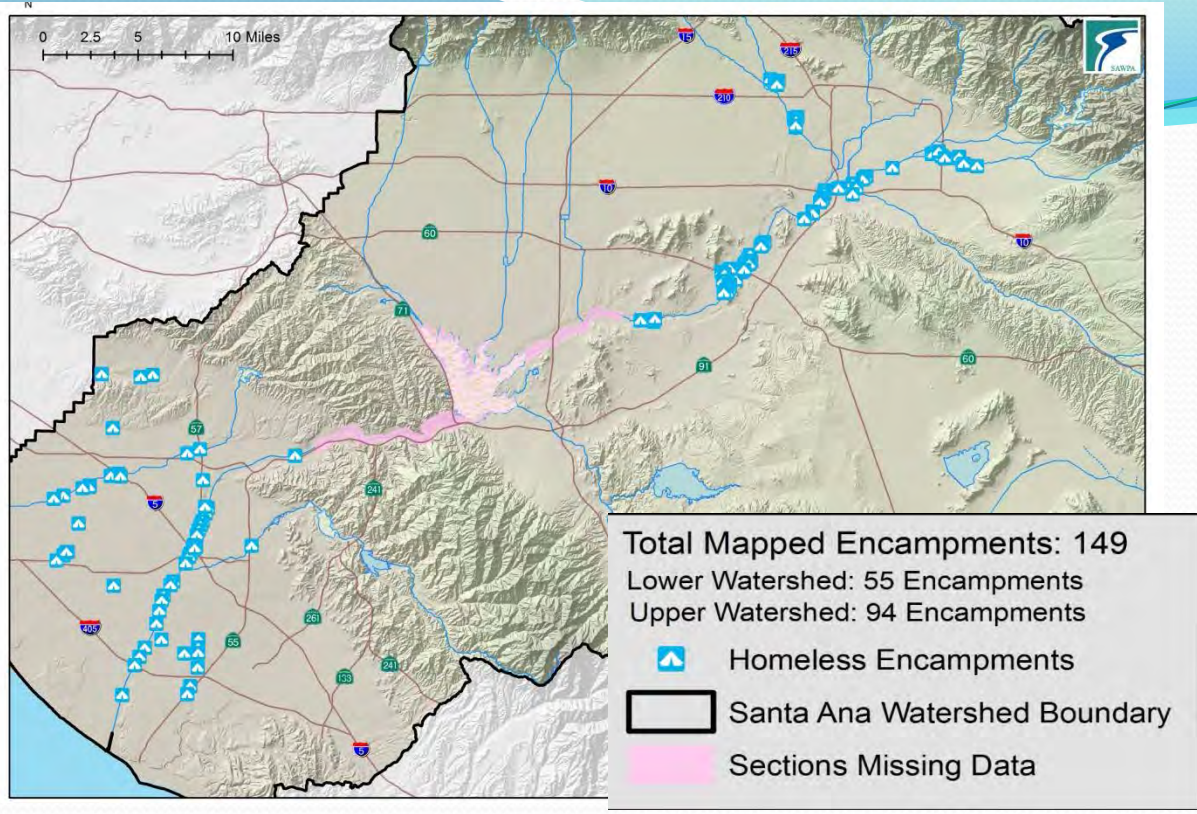 N
0 2.5 5 10 Miles
15
215
SAWPA
210
10
60
10
71
91
60
57
241
5
405
55
261
241
133
5
Total Mapped Encampments: 149
Lower Watershed: 55 Encampments
Upper Watershed: 94 Encampments
Homeless Encampments
Santa Ana Watershed Boundary
Sections Missing Data